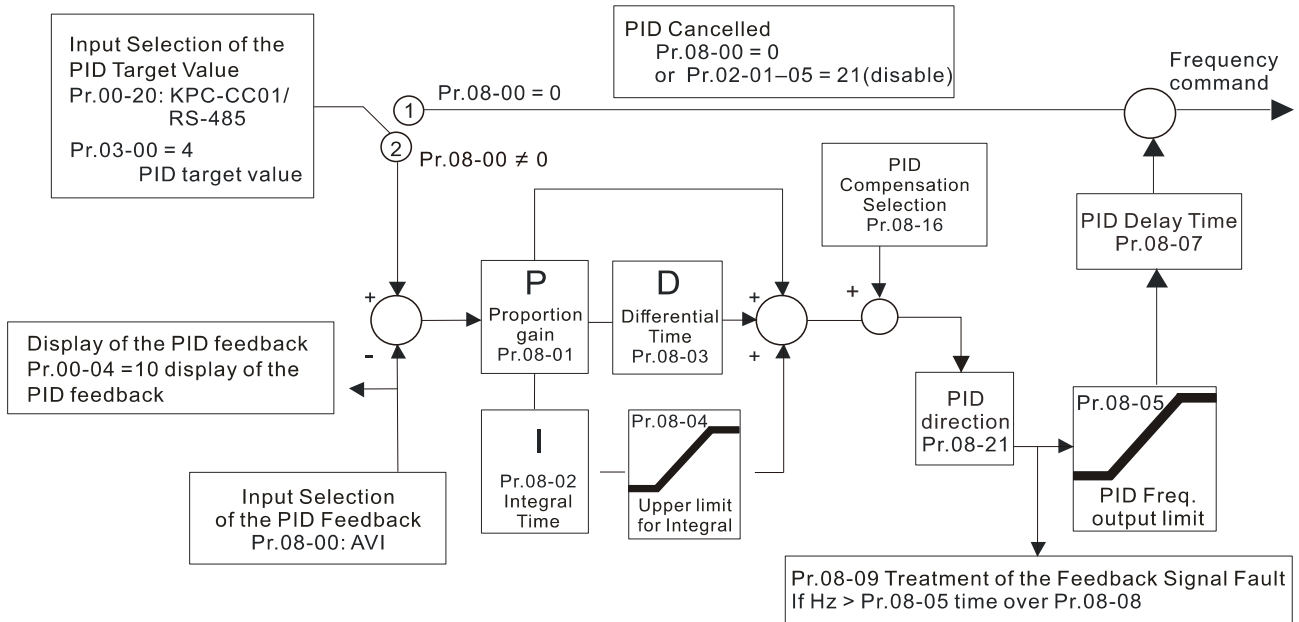 Input Selection of the
PID Target Value
Pr.00-20: KPC-CC01/
RS-485
Pr.03-00 = 4
PID target value
1
Pr.08-00 = 0
2
Pr.08-00 ≠ 0
PID Cancelled
Pr.08-00 = 0
or Pr.02-01–05 = 21(disable)
Frequency
command
PID
Compensation
Selection
Pr.08-16
PID Delay Time
Pr.08-07
+
-
P
Proportion
gain
Pr.08-01
D
Differential
Time
Pr.08-03
+
+
+
Display of the PID feedback
Pr.00-04 =10 display of the
PID feedback
I
Pr.08-02
Integral
Time
Pr.08-04
Upper limit
for Integral
PID
direction
Pr.08-21
Pr.08-05
PID Freq.
output limit
Input Selection
of the PID Feedback
Pr.08-00: AVI
Pr.08-09 Treatment of the Feedback Signal Fault
If Hz > Pr.08-05 time over Pr.08-08